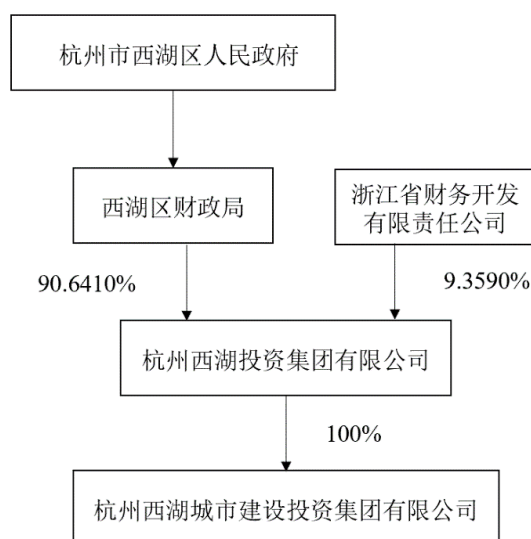 杭州市西湖区人民政府
西湖区财政局
浙江省财务开发
有限责任公司
90.6410%
9.3590%
杭州西湖投资集团有限公司
100%
杭州西湖城市建设投资集团有限公司